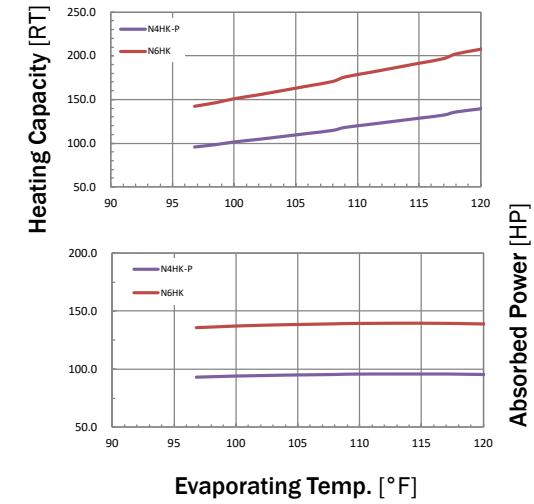 Heating Capacity [RT]
250.0
200.0
150.0
100.0
50.0
N4HK-P
N6HK
90 95 100 105 110 115 120
200.0
150.0
100.0
50.0
N4HK-P
N6HK
90 95 100 105 110 115 120
Absorbed Power [HP]
Evaporating Temp. [°F]